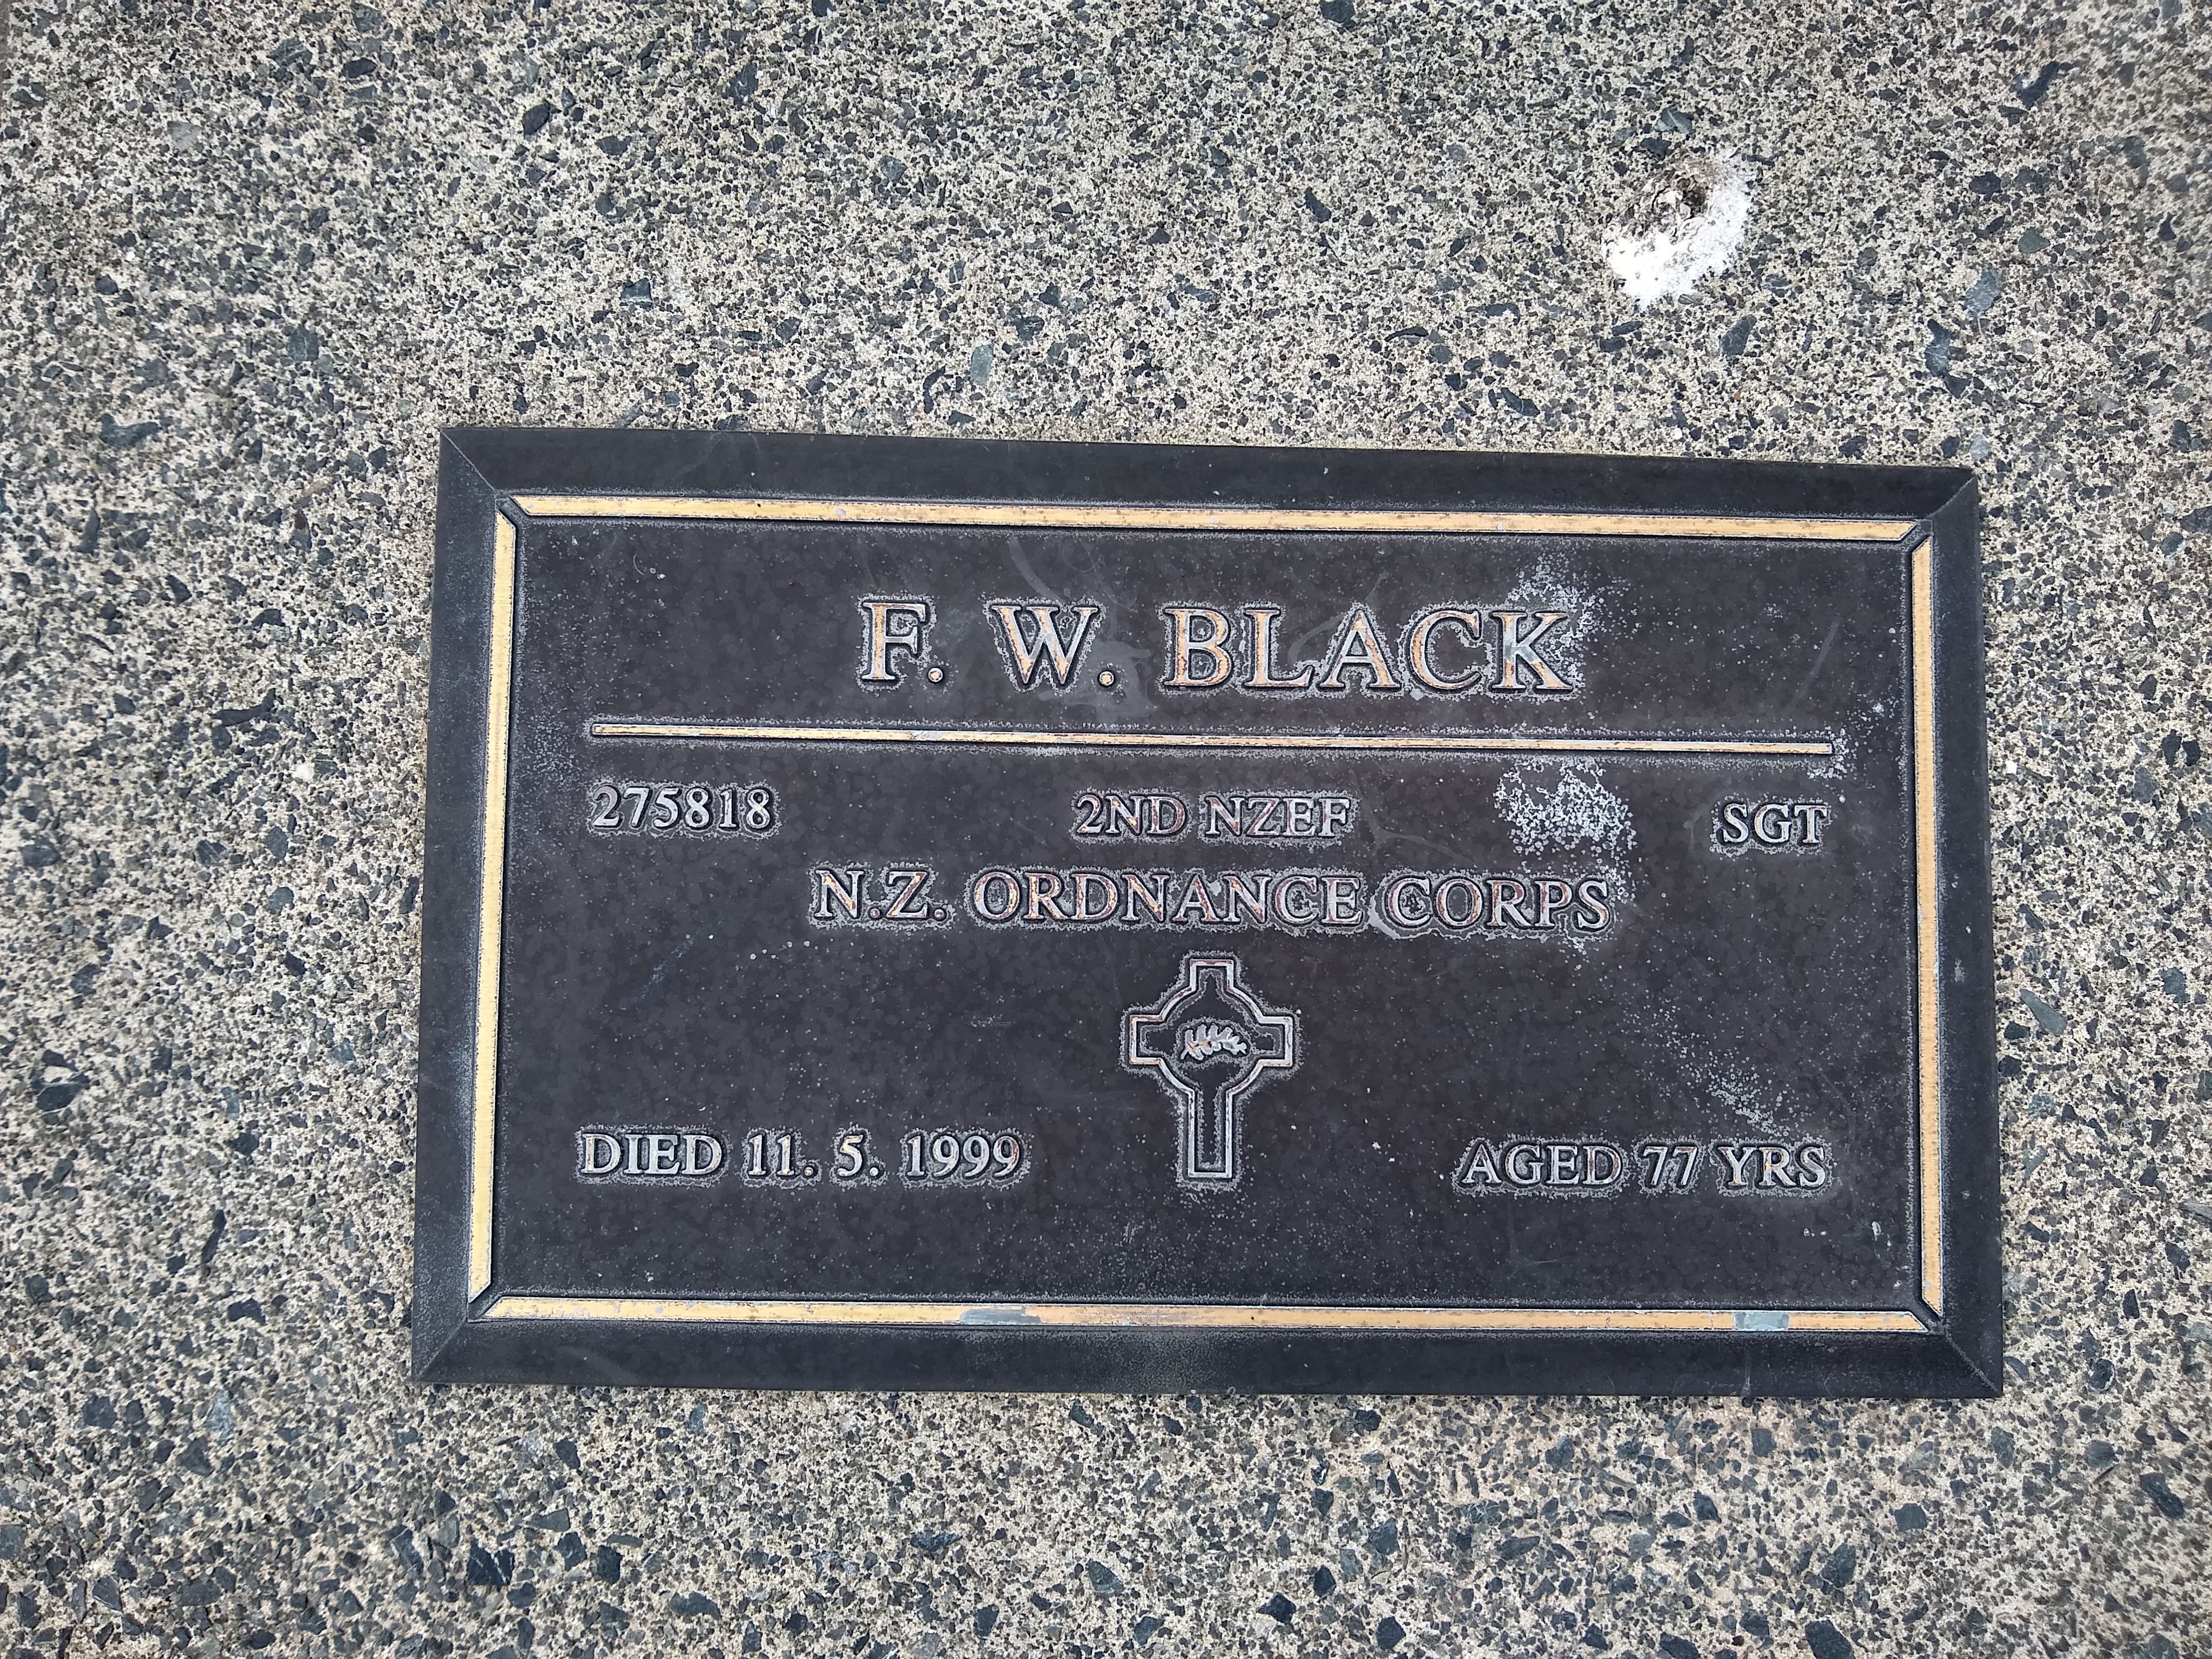 F. W. BLACK
275818 2ND NZEF SGT
N.Z. ORDNANCE CORPS
DIED 11. 5. 1999 AGED 77 YRS